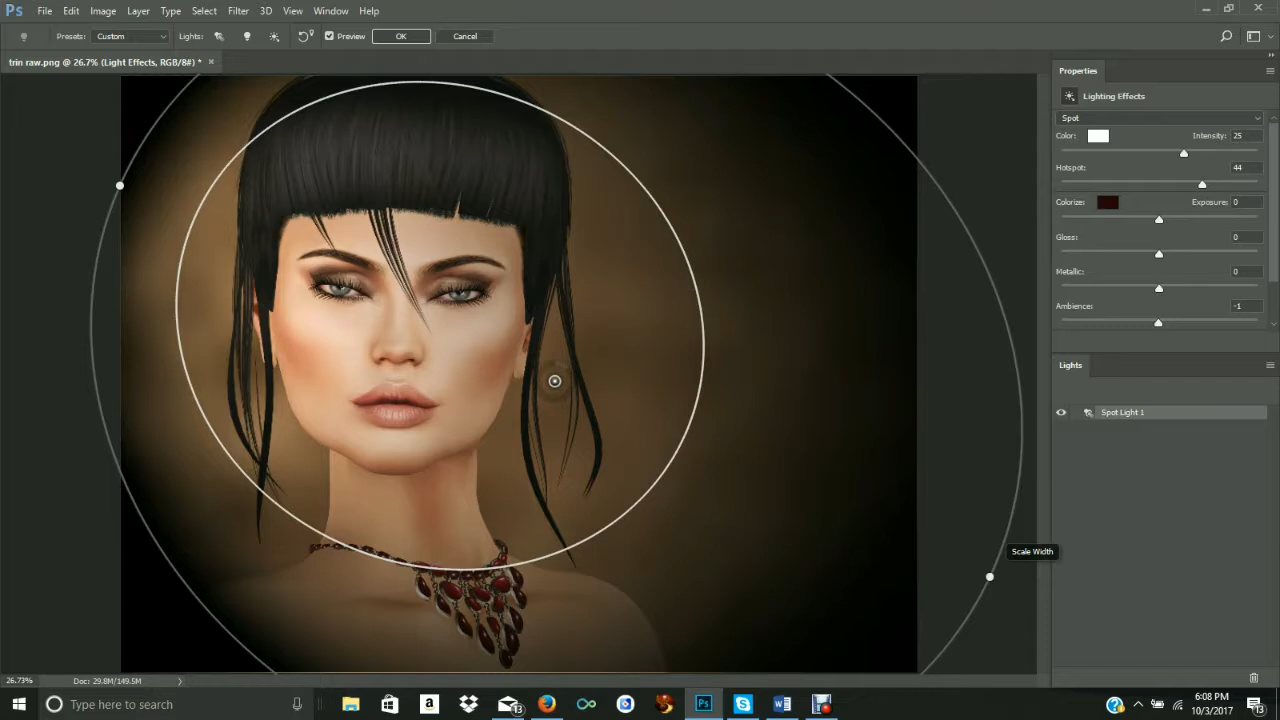 Ps File Edit Image Layer Type Select Filter 3D View Window Help
Presets: Custom Lights: Preview OK Cancel
trin raw.png @ 26.7% (Light Effects, RGB/8#) * ×
Properties
Lighting Effects
Spot
Color: Intensity: 25
Hotspot: 44
Colorize: Exposure: 0
Gloss: 0
Metallic: 0
Ambience: -1
Lights
Spot Light 1
Scale Width
26.73% Doc: 29.8M/149.5M
Type here to search
a
13
Ps
W
6:08 PM
10/3/2017
13